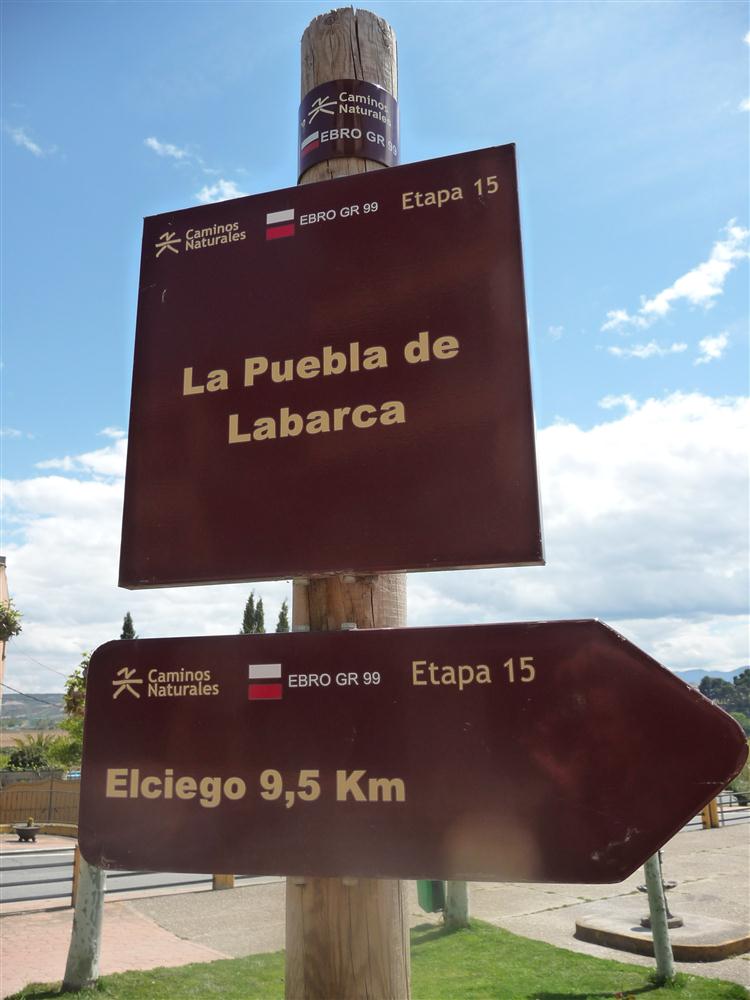 Caminos
Naturales
EBRO GR 99
Caminos
Naturales
EBRO GR 99
Etapa 15
La Puebla de
Labarca
Caminos
Naturales
EBRO GR 99
Etapa 15
Elciego 9,5 Km